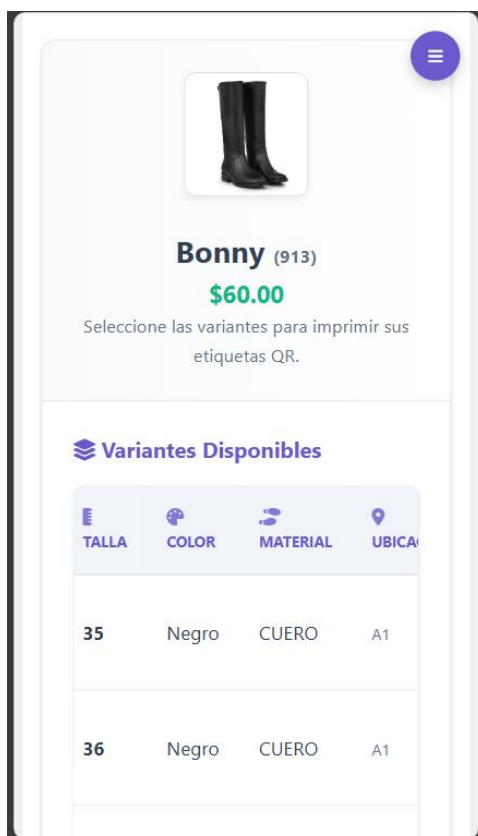 Bonny (913)
$60.00
Seleccione las variantes para imprimir sus
etiquetas QR.
Variantes Disponibles
TALLA COLOR MATERIAL UBICA
35 Negro CUERO A1
36 Negro CUERO A1